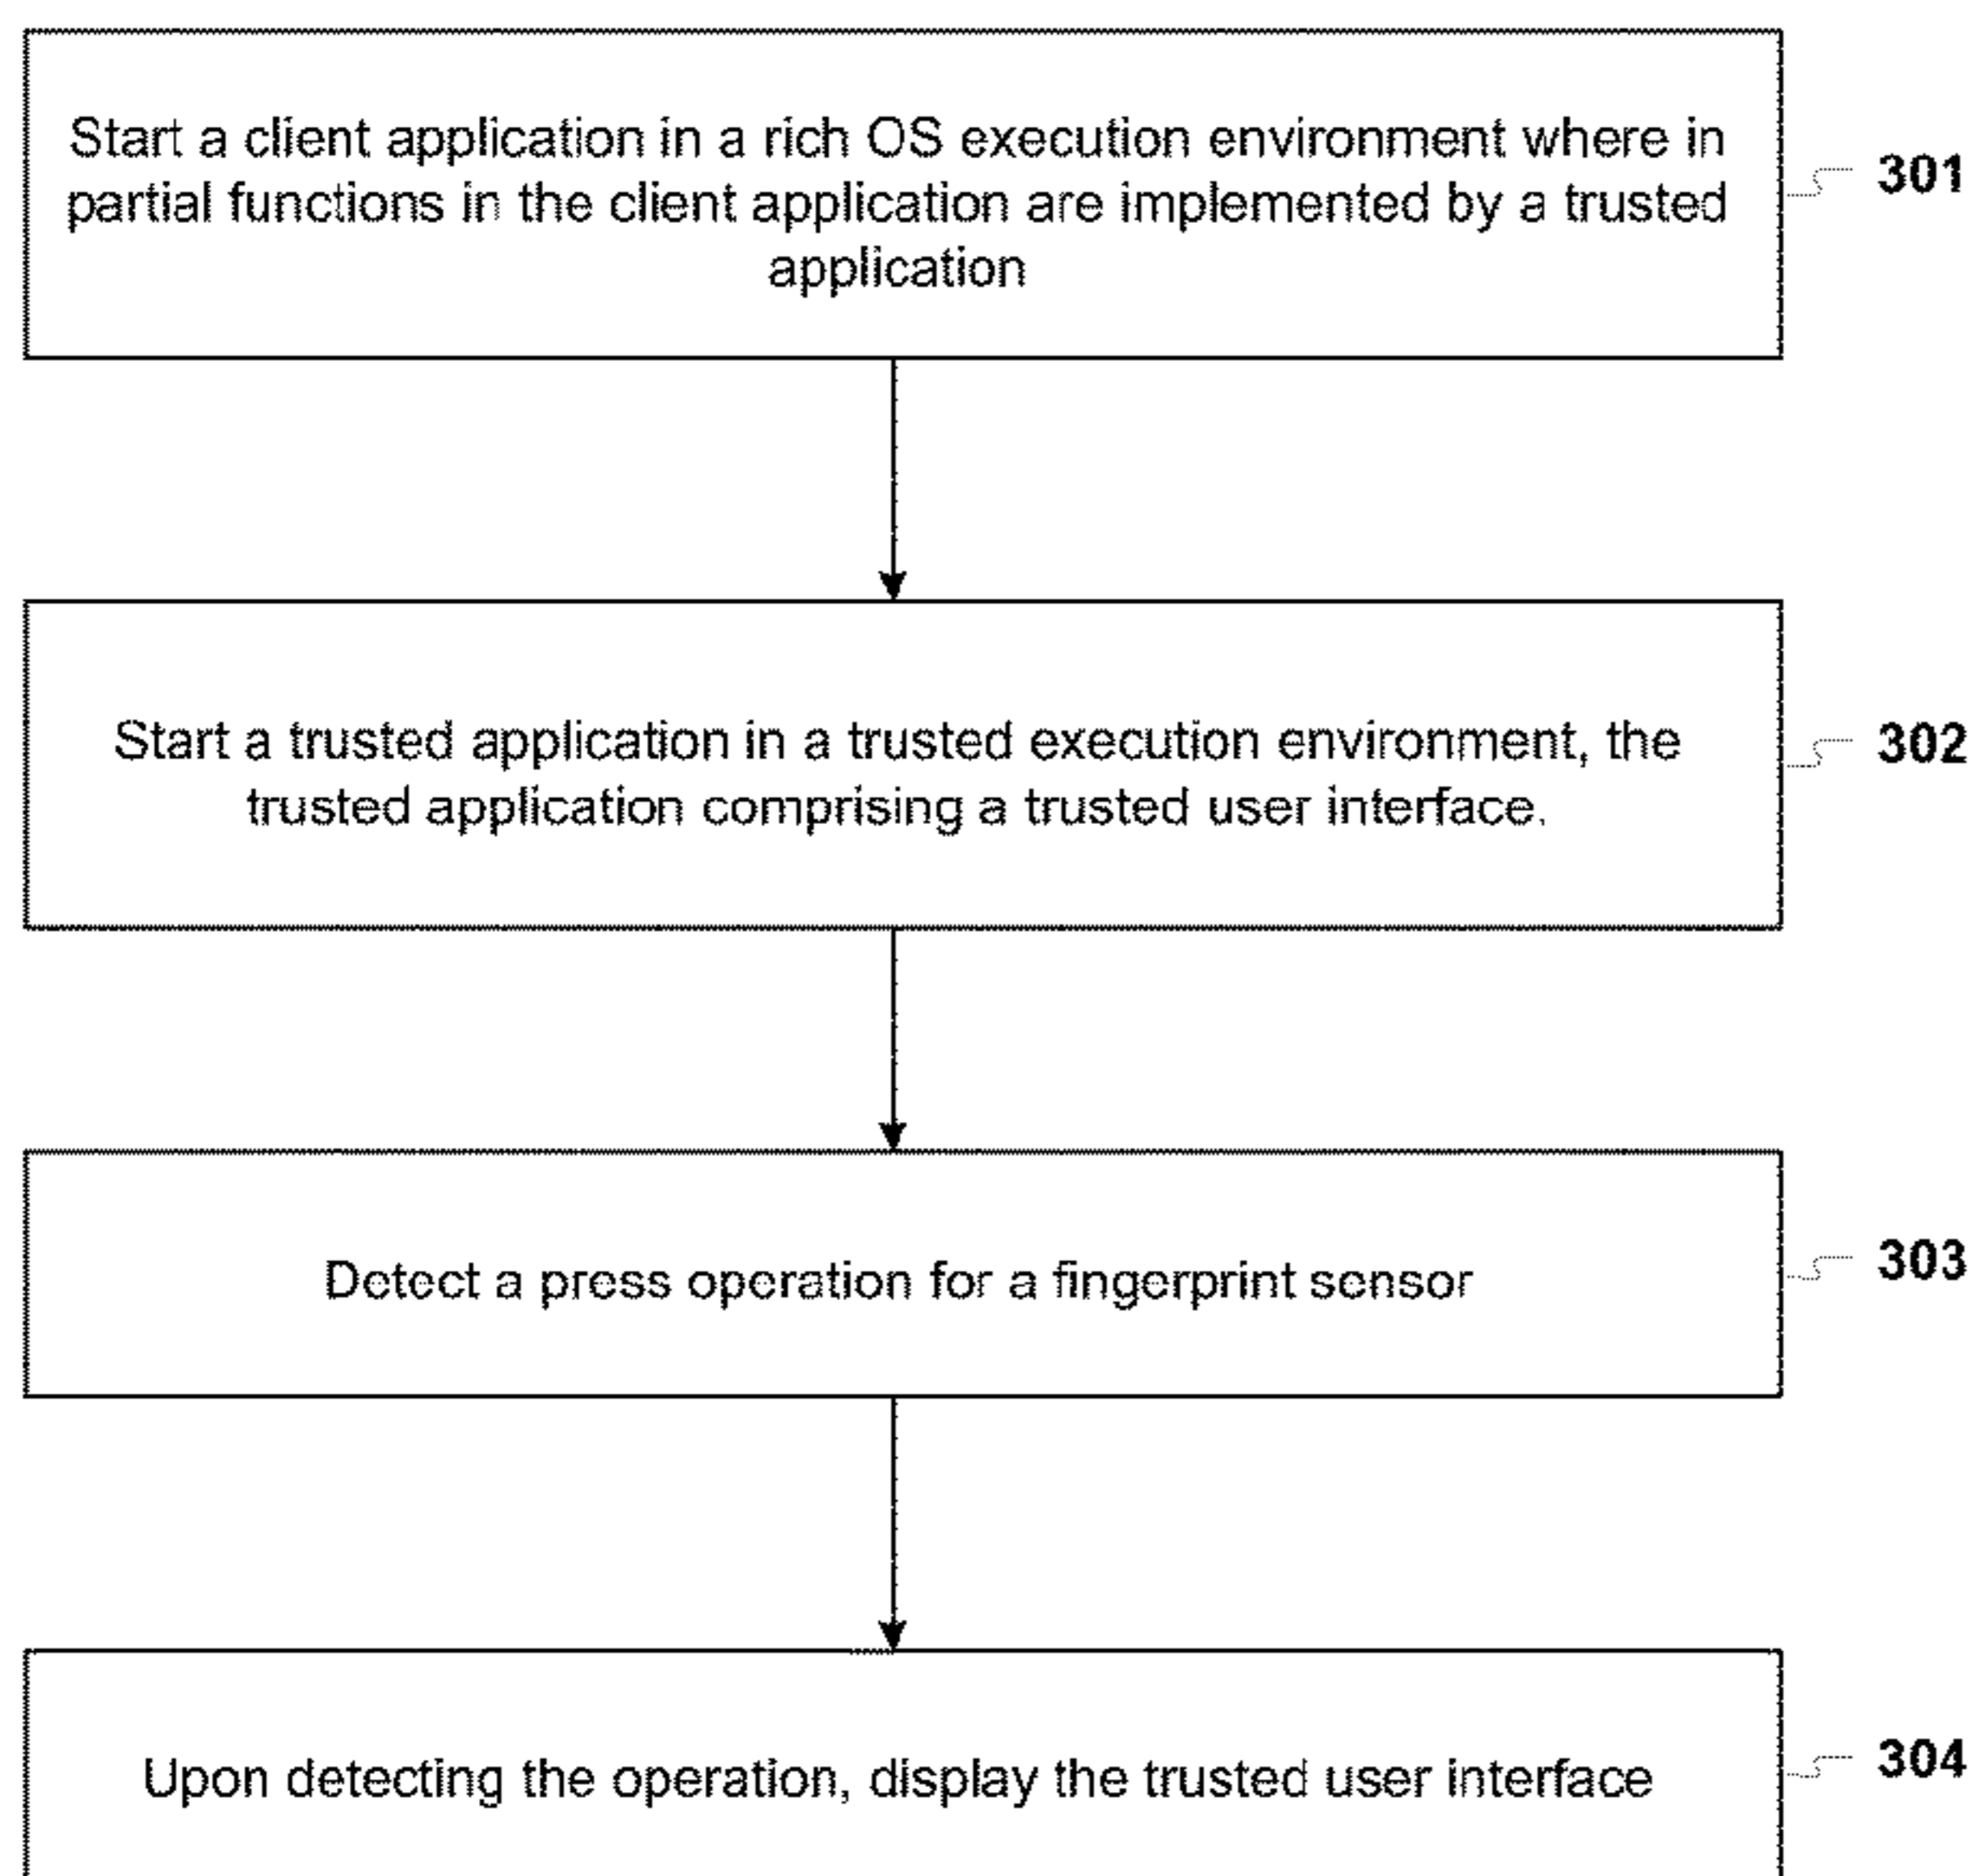 Start a client application in a rich OS execution environment where in
partial functions in the client application are implemented by a trusted
application
301
Start a trusted application in a trusted execution environment, the
trusted application comprising a trusted user interface.
302
Detect a press operation for a fingerprint sensor
303
Upon detecting the operation, display the trusted user interface
304